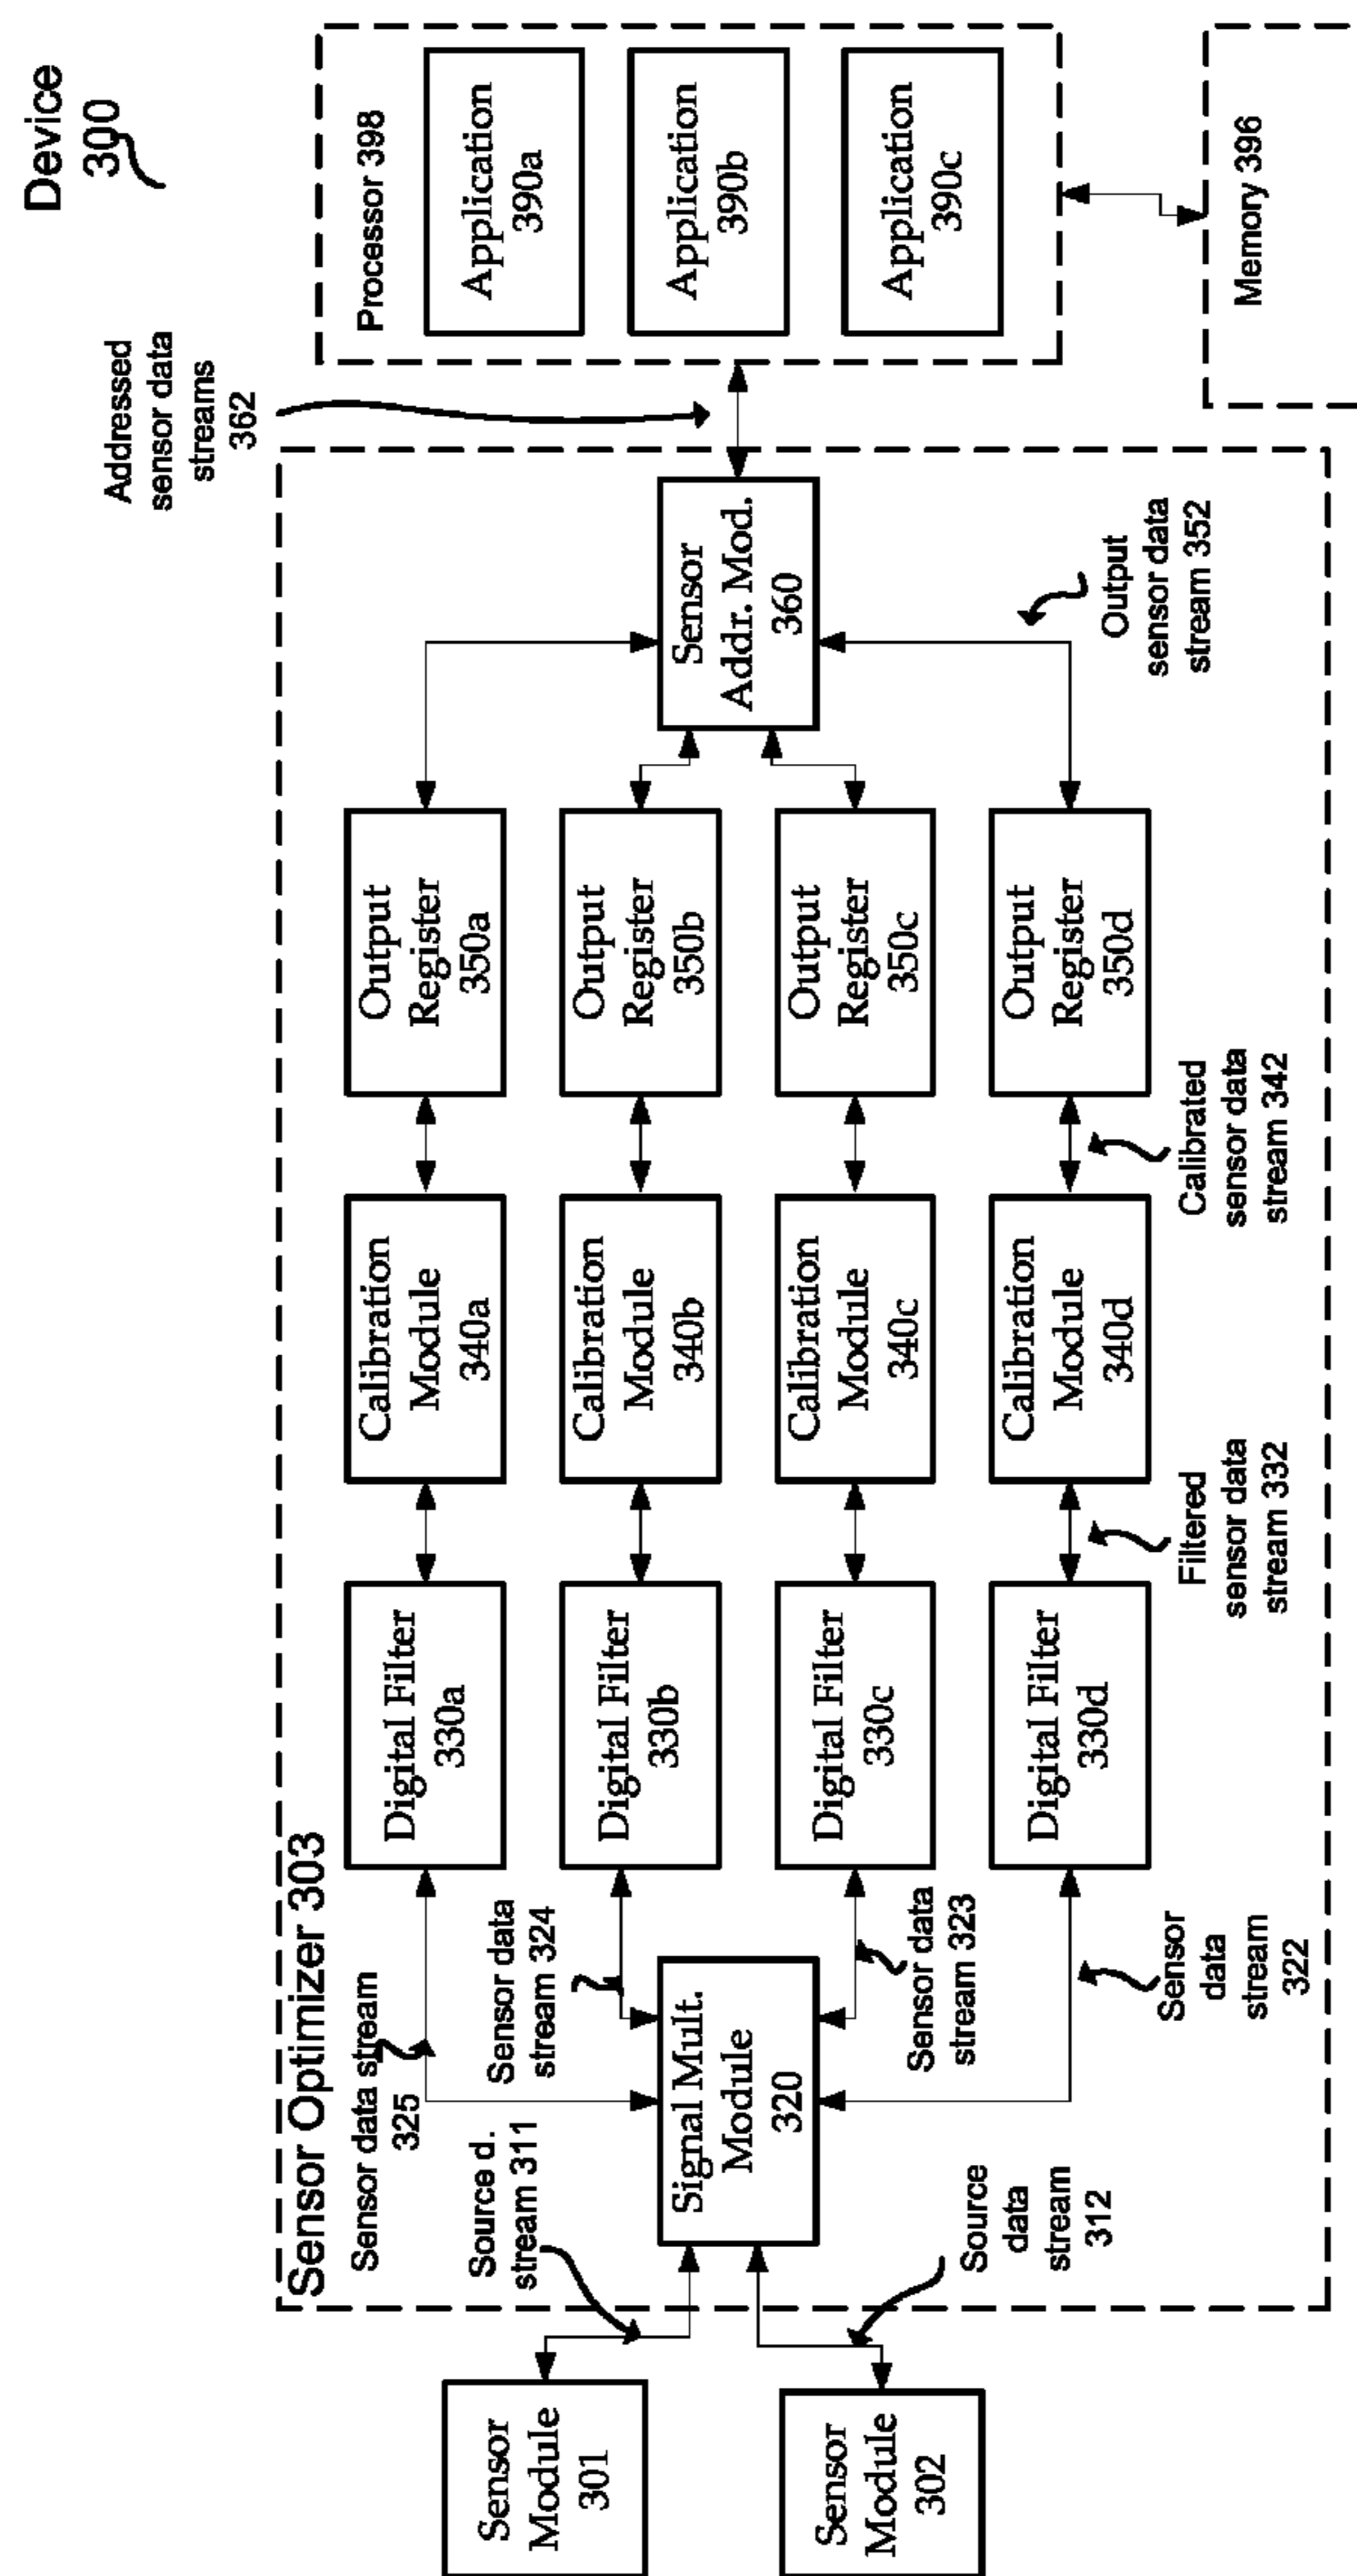 Device
300
Sensor Optimizer 303
Sensor
Module
301
Sensor
Module
302
Source d.
stream 311
Source
data
stream
312
Signal Mult.
Module
320
Sensor data stream
325
Sensor data
stream 324
Sensor data
stream 323
Sensor
data
stream
322
Digital Filter
330a
Digital Filter
330b
Digital Filter
330c
Digital Filter
330d
Filtered
sensor data
stream 332
Calibration
Module
340a
Calibration
Module
340b
Calibration
Module
340c
Calibration
Module
340d
Calibrated
sensor data
stream 342
Output
Register
350a
Output
Register
350b
Output
Register
350c
Output
Register
350d
Output
sensor data
stream 352
Sensor
Addr. Mod.
360
Addressed
sensor data
streams
362
Processor 398
Application
390a
Application
390b
Application
390c
Memory 396